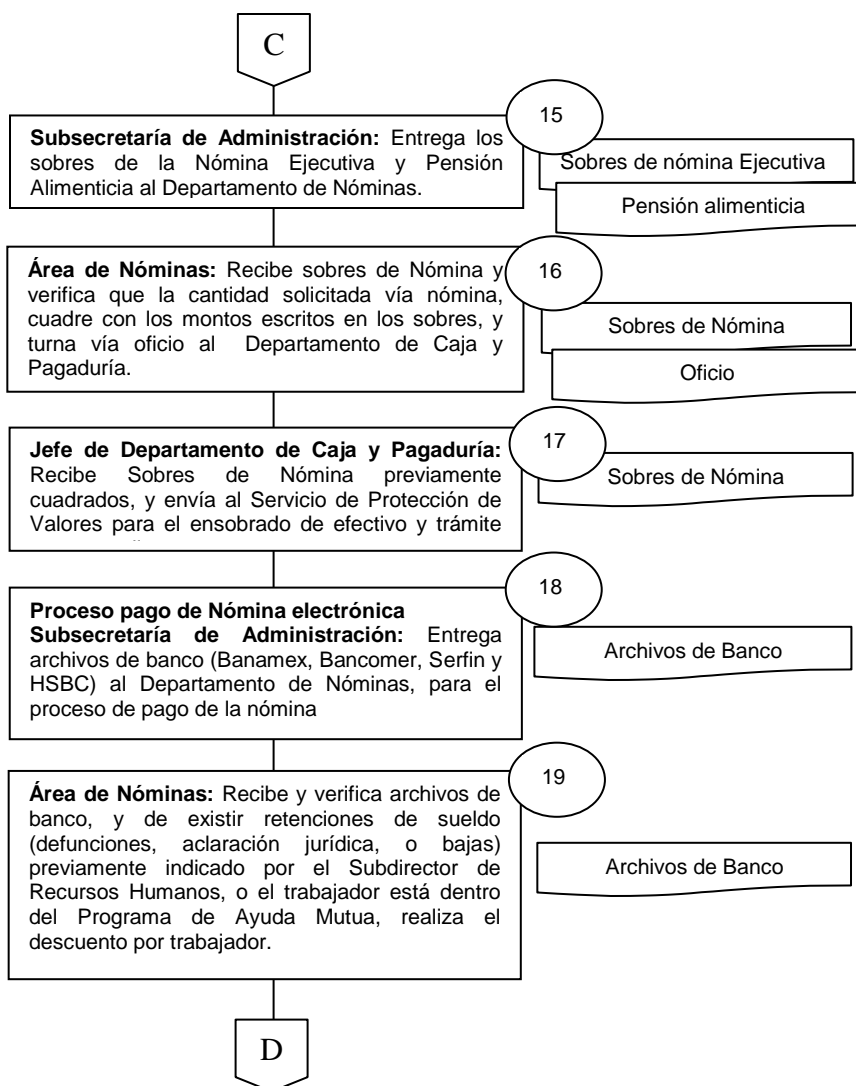 C
15
Subsecretaría de Administración: Entrega los
sobres de la Nómina Ejecutiva y Pensión
Alimenticia al Departamento de Nóminas.
Sobres de nómina Ejecutiva
Pensión alimenticia
16
Área de Nóminas: Recibe sobres de Nómina y
verifica que la cantidad solicitada vía nómina,
cuadre con los montos escritos en los sobres, y
turna vía oficio al Departamento de Caja y
Pagaduría.
Sobres de Nómina
Oficio
17
Jefe de Departamento de Caja y Pagaduría:
Recibe Sobres de Nómina previamente
cuadrados, y envía al Servicio de Protección de
Valores para el ensobrado de efectivo y trámite
Sobres de Nómina
18
Proceso pago de Nómina electrónica
Subsecretaría de Administración: Entrega
archivos de banco (Banamex, Bancomer, Serfin y
HSBC) al Departamento de Nóminas, para el
proceso de pago de la nómina
Archivos de Banco
19
Área de Nóminas: Recibe y verifica archivos de
banco, y de existir retenciones de sueldo
(defunciones, aclaración jurídica, o bajas)
previamente indicado por el Subdirector de
Recursos Humanos, o el trabajador está dentro
del Programa de Ayuda Mutua, realiza el
descuento por trabajador.
Archivos de Banco
D